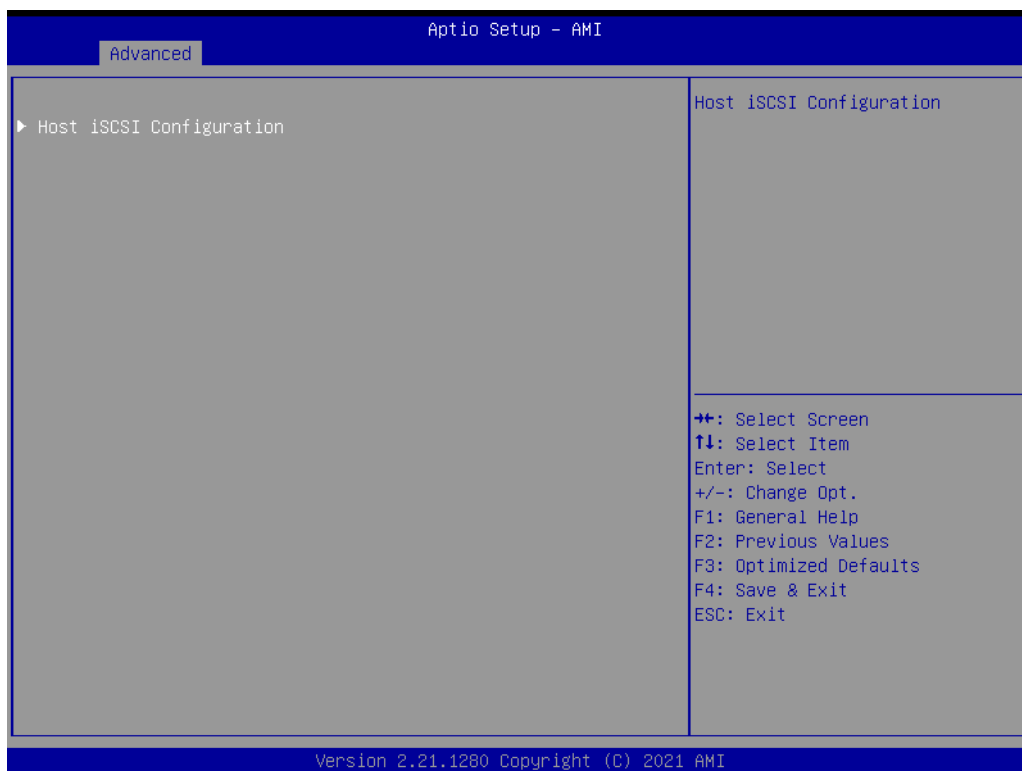 Aptio Setup – AMI
Advanced
▶ Host iSCSI Configuration
Host iSCSI Configuration
→←: Select Screen
↑↓: Select Item
Enter: Select
+/-: Change Opt.
F1: General Help
F2: Previous Values
F3: Optimized Defaults
F4: Save & Exit
ESC: Exit
Version 2.21.1280 Copyright (C) 2021 AMI